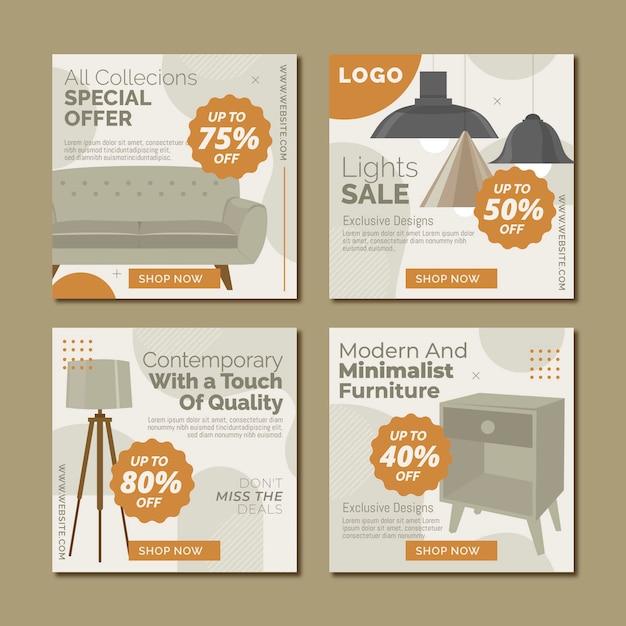 All Collecions
SPECIAL
OFFER
UP TO
75%
OFF
SHOP NOW
WWW.WEBSITE.COM
LOGO
Lights
SALE
Exclusive Designs
UP TO
50%
OFF
SHOP NOW
WWW.WEBSITE.COM
Contemporary
With a Touch
Of Quality
UP TO
80%
OFF
DON'T
MISS THE
DEALS
SHOP NOW
WWW.WEBSITE.COM
Modern And
Minimalist
Furniture
UP TO
40%
OFF
Exclusive Designs
SHOP NOW
WWW.WEBSITE.COM